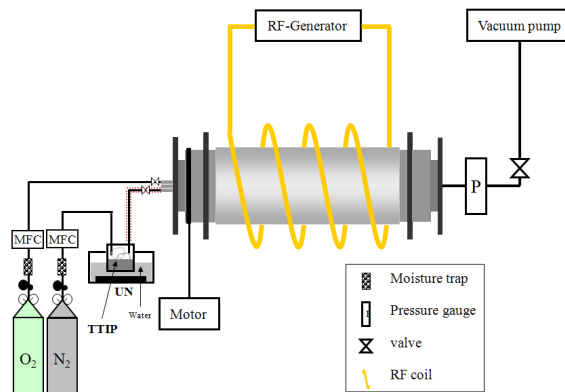 RF-Generator
Vacuum pump
P
MFC
MFC
UN
Water
TTIP
Motor
O₂
N₂
Moisture trap
Pressure gauge
valve
RF coil